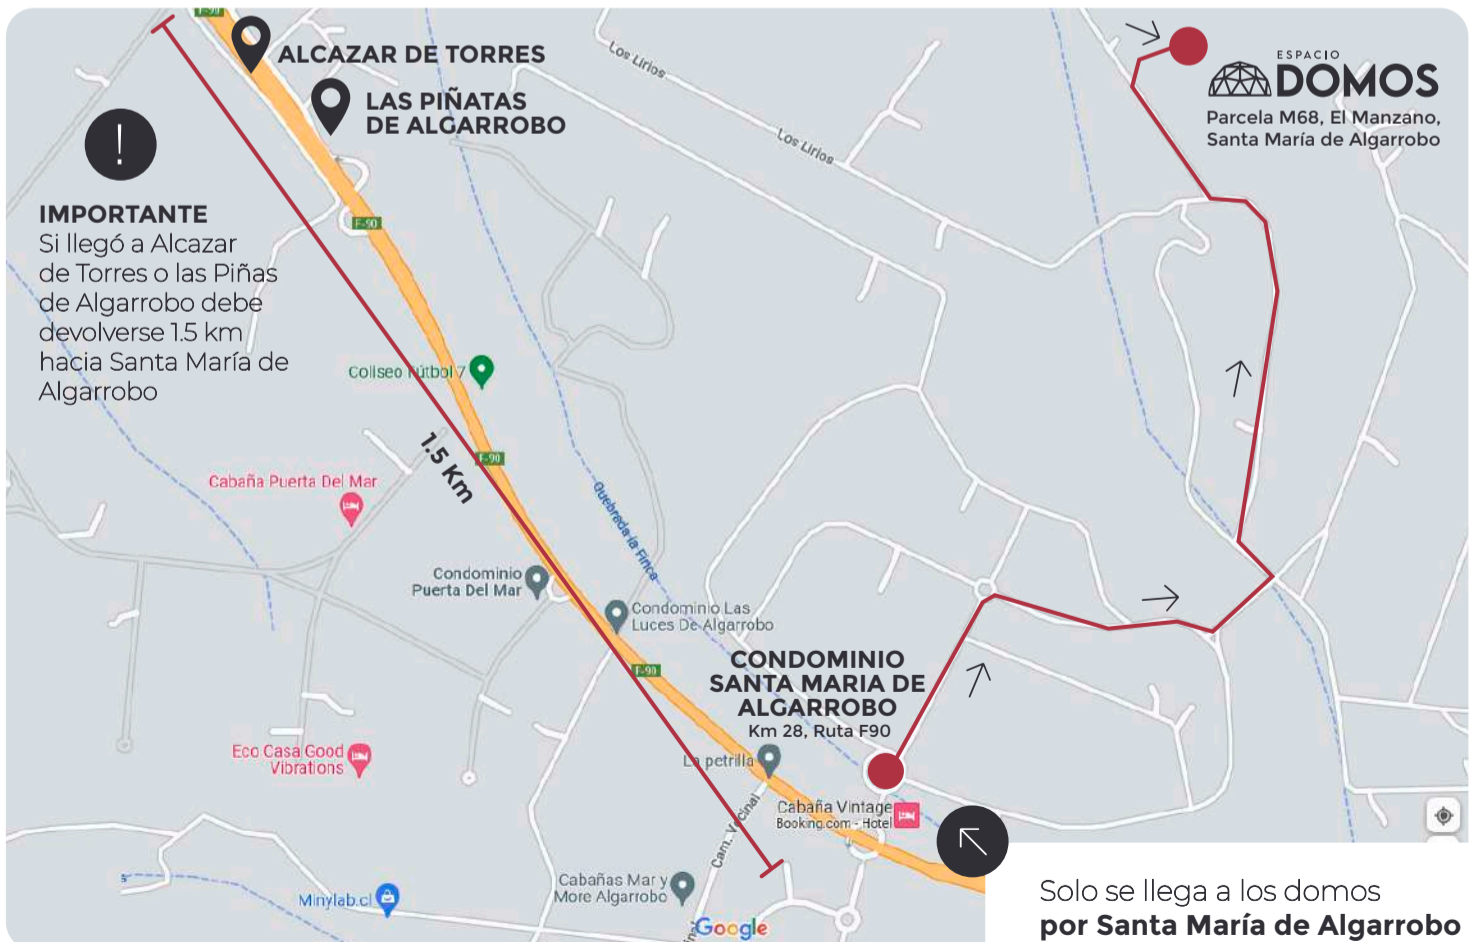 F-90
ALCAZAR DE TORRES
LAS PIÑATAS
DE ALGARROBO
!
IMPORTANTE
Si llegó a Alcazar
de Torres o las Piñas
de Algarrobo debe
devolverse 1.5 km
hacia Santa María de
Algarrobo
Los Lirios
Los Lirios
ESPACIO
DOMOS
Parcela M68, El Manzano,
Santa María de Algarrobo
F-90
Coliseo Fútbol 7
1.5 Km
F-90
Cabaña Puerta Del Mar
Quebrada la Finca
Condominio
Puerta Del Mar
Condominio Las
Luces De Algarrobo
F-90
CONDOMINIO
SANTA MARIA DE
ALGARROBO
Km 28, Ruta F90
Eco Casa Good
Vibrations
La petrilla
Cabaña Vintage
Booking.com - Hotel
Cam. Vecinal
Cabañas Mar y
More Algarrobo
Minylab.cl
Google
Solo se llega a los domos
por Santa María de Algarrobo